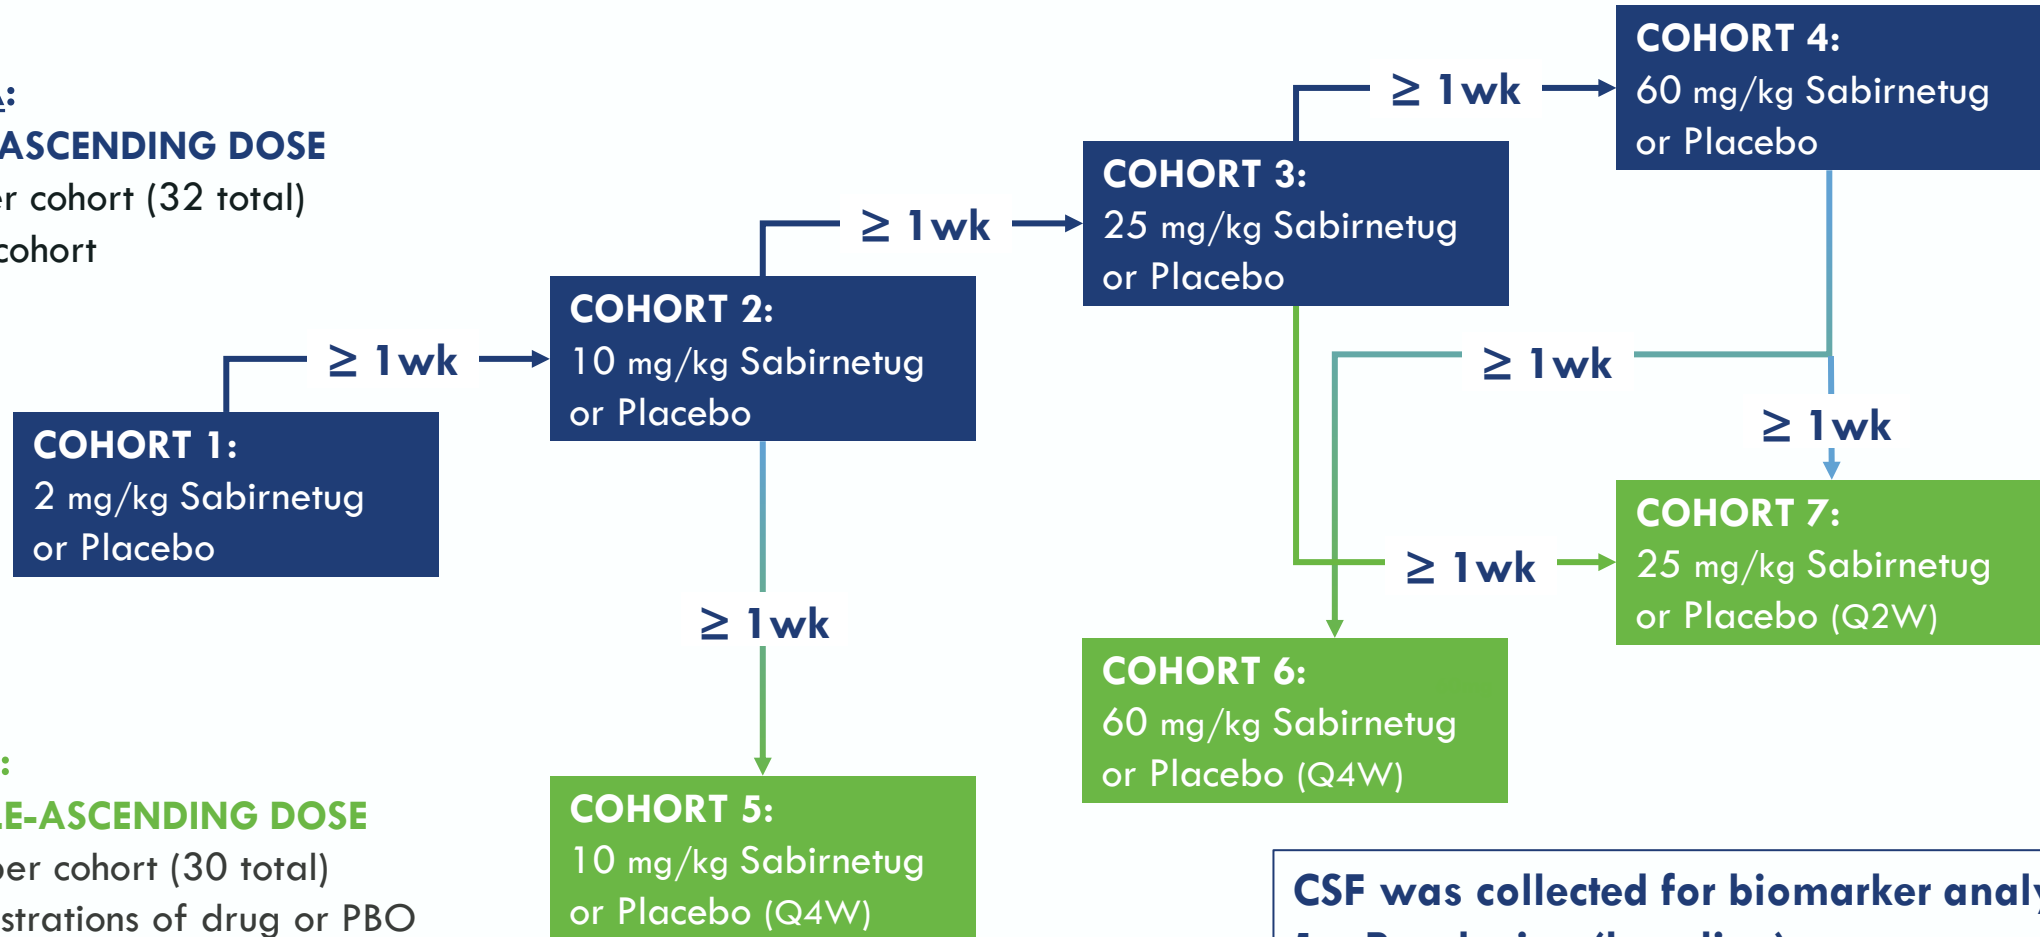 COHORT 4:
60 mg/kg Sabirnetug
or Placebo
≥ 1wk
ASCENDING DOSE
cohort (32 total)
cohort
COHORT 3:
25 mg/kg Sabirnetug
or Placebo
≥ 1wk
COHORT 2:
10 mg/kg Sabirnetug
or Placebo
≥ 1wk
COHORT 1:
2 mg/kg Sabirnetug
or Placebo
≥ 1wk
≥ 1wk
COHORT 7:
25 mg/kg Sabirnetug
or Placebo (Q2W)
≥ 1wk
≥ 1wk
COHORT 6:
60 mg/kg Sabirnetug
or Placebo (Q4W)
E-ASCENDING DOSE
per cohort (30 total)
strations of drug or PBO
COHORT 5:
10 mg/kg Sabirnetug
or Placebo (Q4W)
CSF was collected for biomarker analy